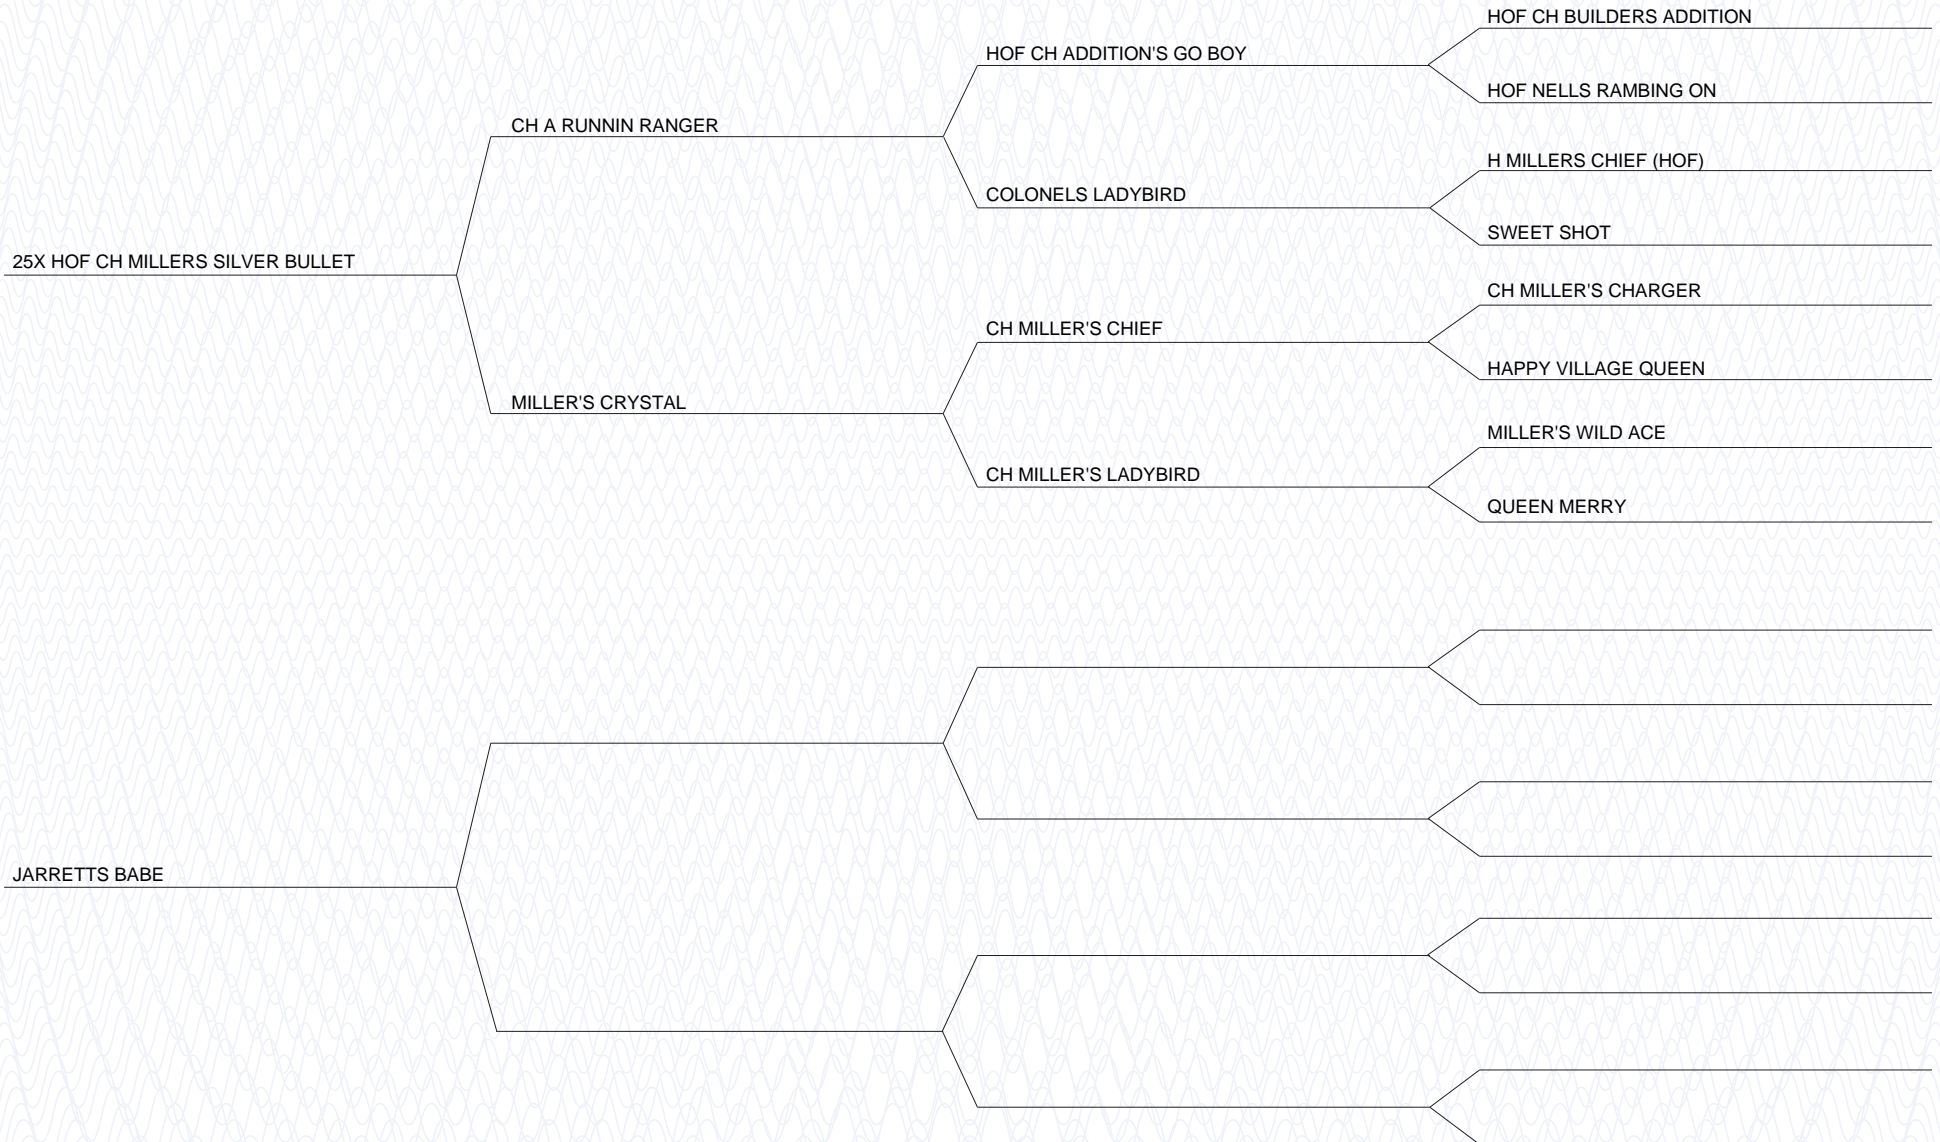 HOF CH BUILDERS ADDITION
HOF CH ADDITION'S GO BOY
HOF NELLS RAMBING ON
CH A RUNNIN RANGER
H MILLERS CHIEF (HOF)
COLONELS LADYBIRD
SWEET SHOT
25X HOF CH MILLERS SILVER BULLET
CH MILLER'S CHARGER
CH MILLER'S CHIEF
HAPPY VILLAGE QUEEN
MILLER'S CRYSTAL
MILLER'S WILD ACE
CH MILLER'S LADYBIRD
QUEEN MERRY
JARRETTS BABE